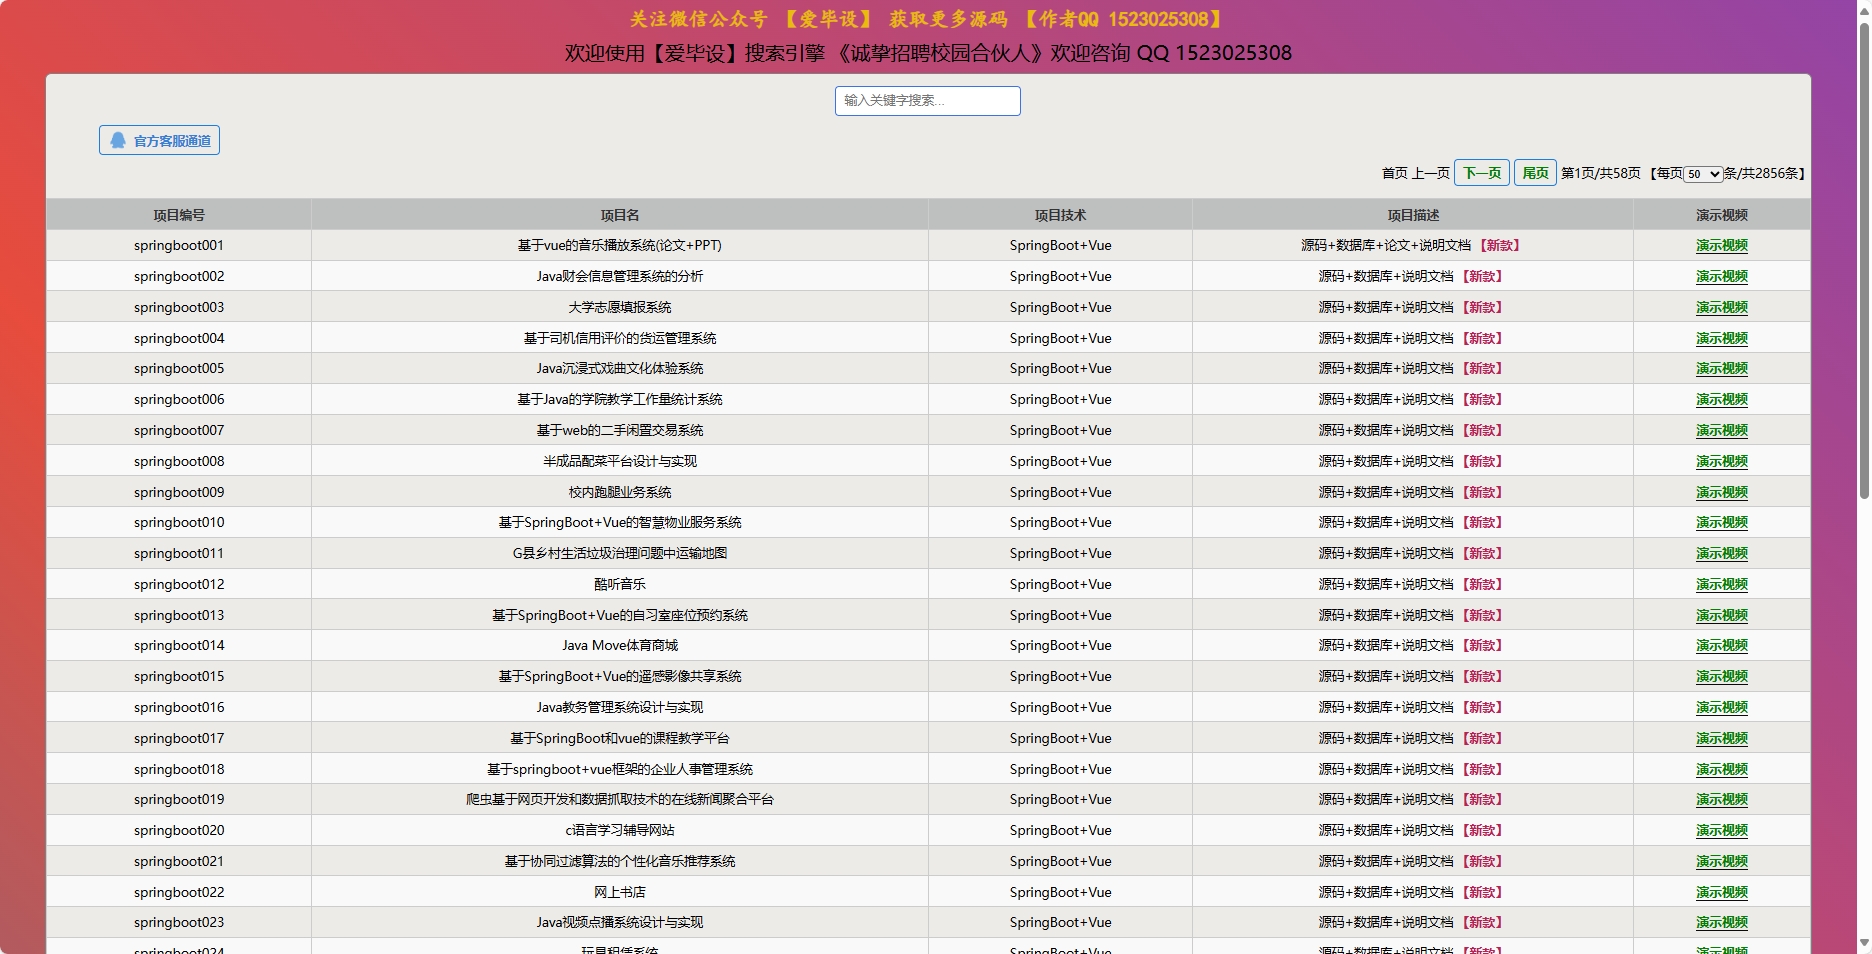 关注微信公众号 【爱毕设】 获取更多源码 【作者QQ 1523025308】
欢迎使用【爱毕设】搜索引擎 《诚挚招聘校园合伙人》欢迎咨询 QQ 1523025308
输入关键字搜索...
官方客服通道
首页 上一页 下一页 尾页 第1页/共58页 【每页50条/共2856条】
项目编号 项目名 项目技术 项目描述 演示视频
springboot001 基于vue的音乐播放系统(论文+PPT) SpringBoot+Vue 源码+数据库+论文+说明文档 【新款】 演示视频
springboot002 Java财会信息管理系统的分析 SpringBoot+Vue 源码+数据库+说明文档 【新款】 演示视频
springboot003 大学志愿填报系统 SpringBoot+Vue 源码+数据库+说明文档 【新款】 演示视频
springboot004 基于司机信用评价的货运管理系统 SpringBoot+Vue 源码+数据库+说明文档 【新款】 演示视频
springboot005 Java沉浸式戏曲文化体验系统 SpringBoot+Vue 源码+数据库+说明文档 【新款】 演示视频
springboot006 基于Java的学院教学工作量统计系统 SpringBoot+Vue 源码+数据库+说明文档 【新款】 演示视频
springboot007 基于web的二手闲置交易系统 SpringBoot+Vue 源码+数据库+说明文档 【新款】 演示视频
springboot008 半成品配菜平台设计与实现 SpringBoot+Vue 源码+数据库+说明文档 【新款】 演示视频
springboot009 校内跑腿业务系统 SpringBoot+Vue 源码+数据库+说明文档 【新款】 演示视频
springboot010 基于SpringBoot+Vue的智慧物业服务系统 SpringBoot+Vue 源码+数据库+说明文档 【新款】 演示视频
springboot011 G县乡村生活垃圾治理问题中运输地图 SpringBoot+Vue 源码+数据库+说明文档 【新款】 演示视频
springboot012 酷听音乐 SpringBoot+Vue 源码+数据库+说明文档 【新款】 演示视频
springboot013 基于SpringBoot+Vue的自习室座位预约系统 SpringBoot+Vue 源码+数据库+说明文档 【新款】 演示视频
springboot014 Java Move体育商城 SpringBoot+Vue 源码+数据库+说明文档 【新款】 演示视频
springboot015 基于SpringBoot+Vue的遥感影像共享系统 SpringBoot+Vue 源码+数据库+说明文档 【新款】 演示视频
springboot016 Java教务管理系统设计与实现 SpringBoot+Vue 源码+数据库+说明文档 【新款】 演示视频
springboot017 基于SpringBoot和vue的课程教学平台 SpringBoot+Vue 源码+数据库+说明文档 【新款】 演示视频
springboot018 基于springboot+vue框架的企业人事管理系统 SpringBoot+Vue 源码+数据库+说明文档 【新款】 演示视频
springboot019 爬虫基于网页开发和数据抓取技术的在线新闻聚合平台 SpringBoot+Vue 源码+数据库+说明文档 【新款】 演示视频
springboot020 c语言学习辅导网站 SpringBoot+Vue 源码+数据库+说明文档 【新款】 演示视频
springboot021 基于协同过滤算法的个性化音乐推荐系统 SpringBoot+Vue 源码+数据库+说明文档 【新款】 演示视频
springboot022 网上书店 SpringBoot+Vue 源码+数据库+说明文档 【新款】 演示视频
springboot023 Java视频点播系统设计与实现 SpringBoot+Vue 源码+数据库+说明文档 【新款】 演示视频
springboot024 玩具租赁系统 SpringBoot+Vue 源码+数据库+说明文档 【新款】 演示视频